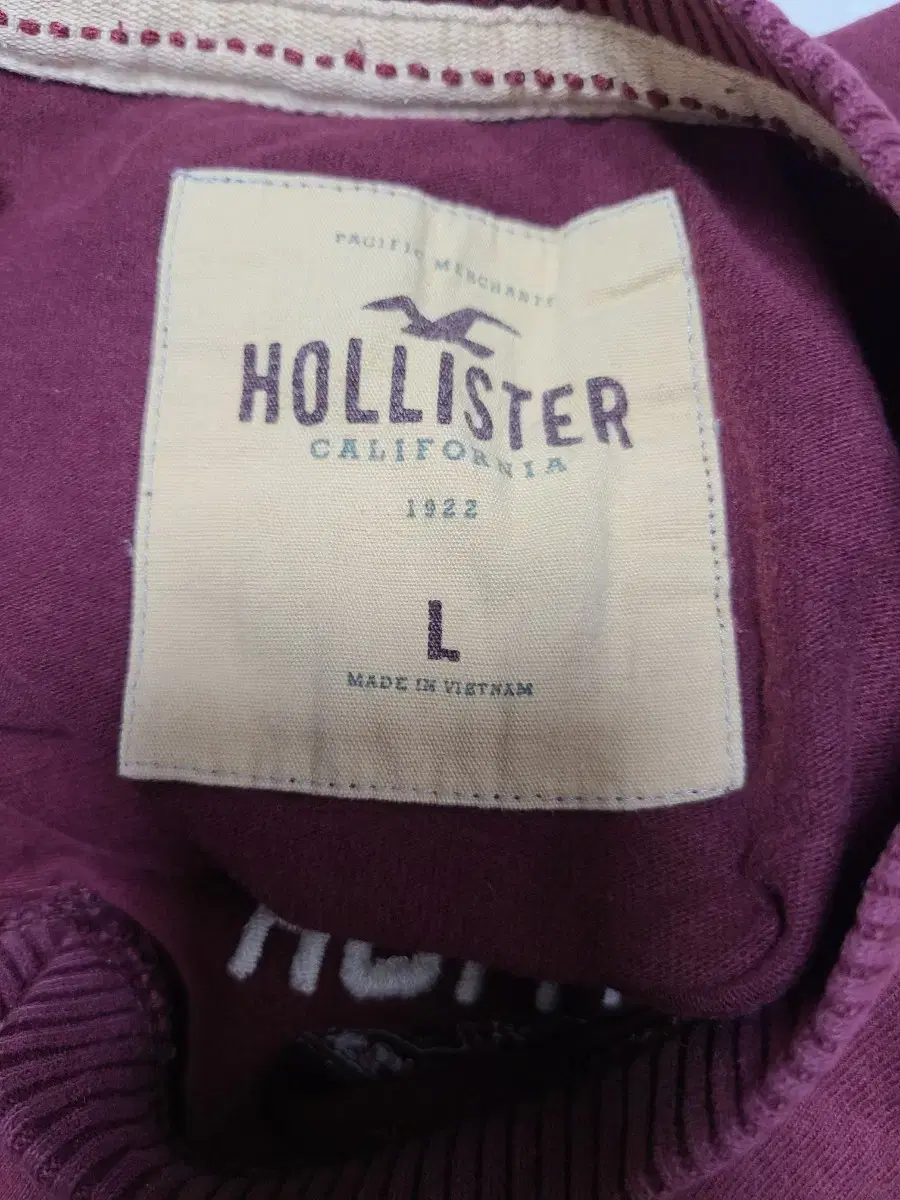 PACIFIC MERCHANTS
HOLLISTER
CALIFORNIA
1922
L
MADE IN VIETNAM